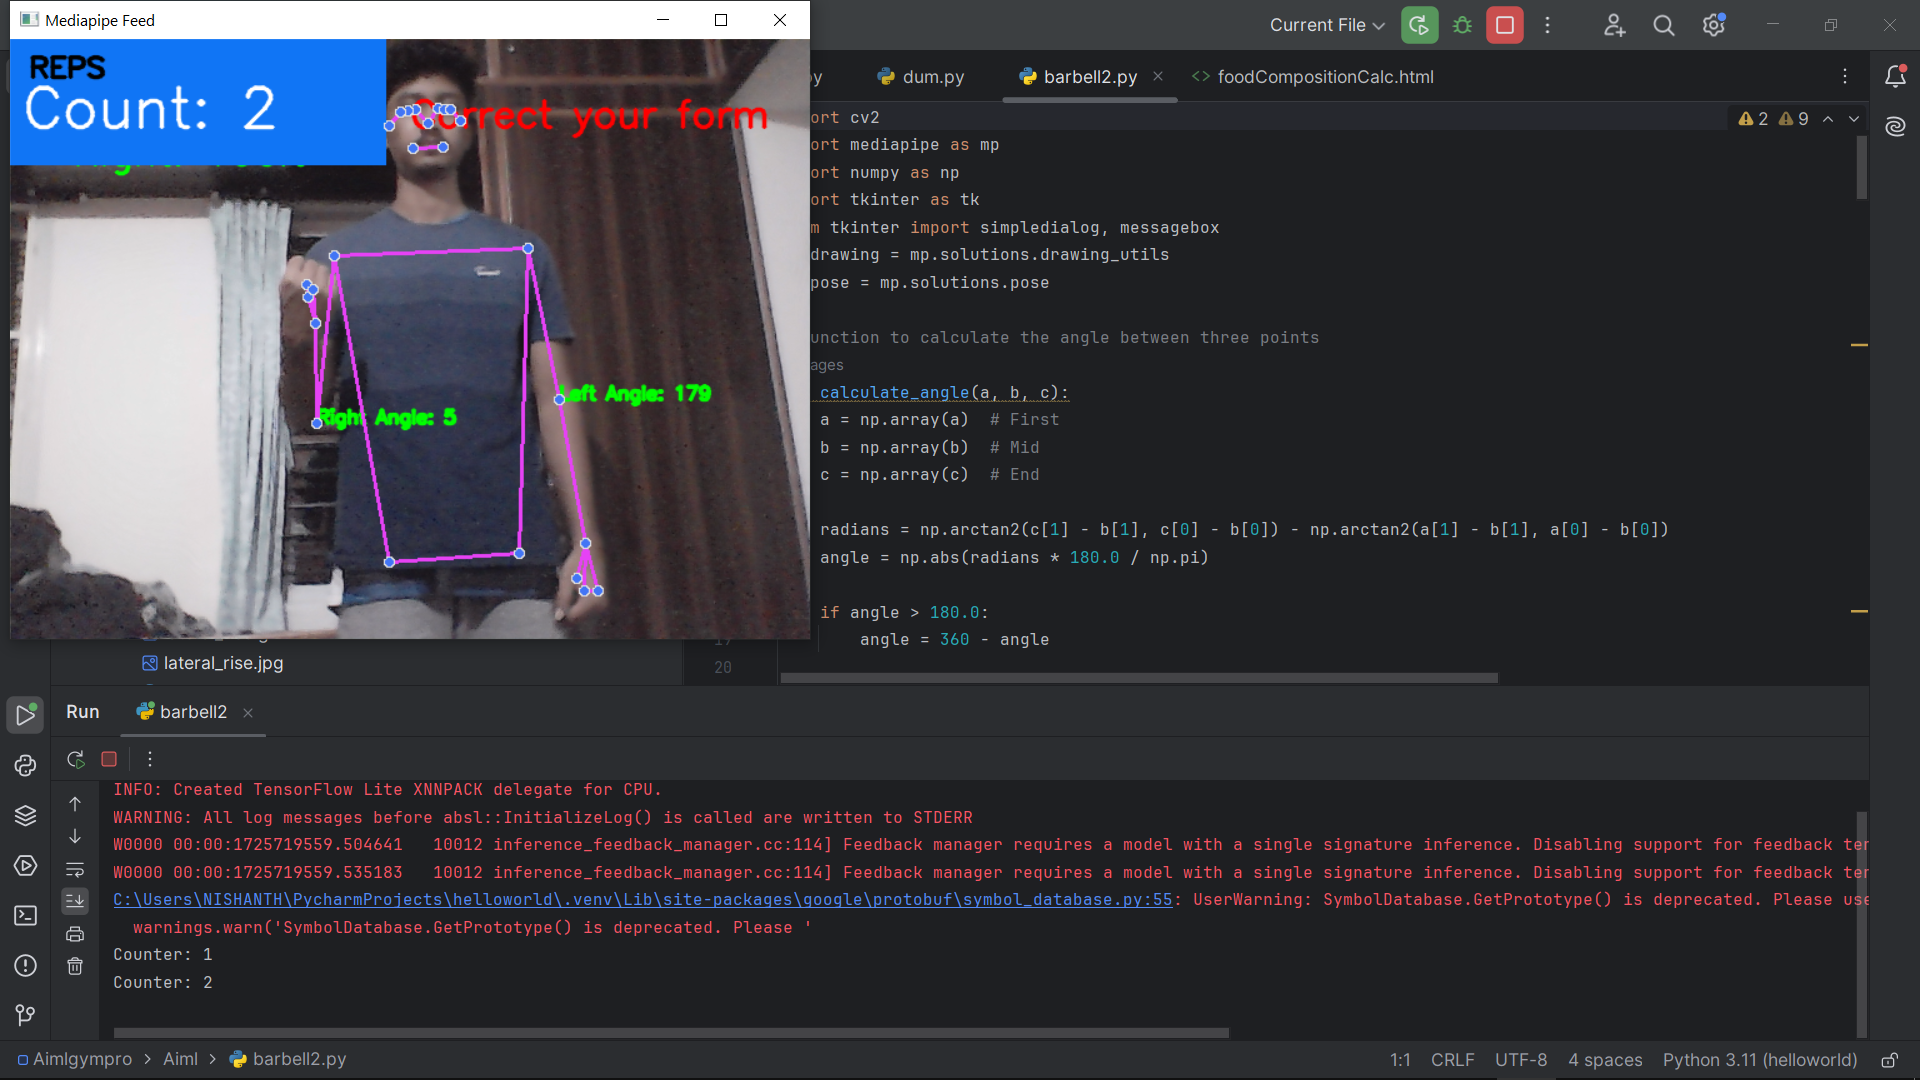 Mediapipe Feed
REPS
Count: 2
Correct your form
Left Angle: 179
Right Angle: 5
Current File
dum.py
barbell2.py
foodCompositionCalc.html
2 9
ort cv2
ort mediapipe as mp
ort numpy as np
ort tkinter as tk
m tkinter import simpledialog, messagebox
drawing = mp.solutions.drawing_utils
pose = mp.solutions.pose
unction to calculate the angle between three points
ages
calculate_angle(a, b, c):
a = np.array(a)  # First
b = np.array(b)  # Mid
c = np.array(c)  # End
radians = np.arctan2(c[1] - b[1], c[0] - b[0]) - np.arctan2(a[1] - b[1], a[0] - b[0])
angle = np.abs(radians * 180.0 / np.pi)
if angle > 180.0:
19 angle = 360 - angle
20
lateral_rise.jpg
Run barbell2
INFO: Created TensorFlow Lite XNNPACK delegate for CPU.
WARNING: All log messages before absl::InitializeLog() is called are written to STDERR
W0000 00:00:1725719559.504641   10012 inference_feedback_manager.cc:114] Feedback manager requires a model with a single signature inference. Disabling support for feedback ter
W0000 00:00:1725719559.535183   10012 inference_feedback_manager.cc:114] Feedback manager requires a model with a single signature inference. Disabling support for feedback ter
C:\Users\NISHANTH\PycharmProjects\helloworld\.venv\Lib\site-packages\google\protobuf\symbol_database.py:55: UserWarning: SymbolDatabase.GetPrototype() is deprecated. Please use
warnings.warn('SymbolDatabase.GetPrototype() is deprecated. Please '
Counter: 1
Counter: 2
Aimlgympro > Aiml > barbell2.py
1:1 CRLF UTF-8 4 spaces Python 3.11 (helloworld)